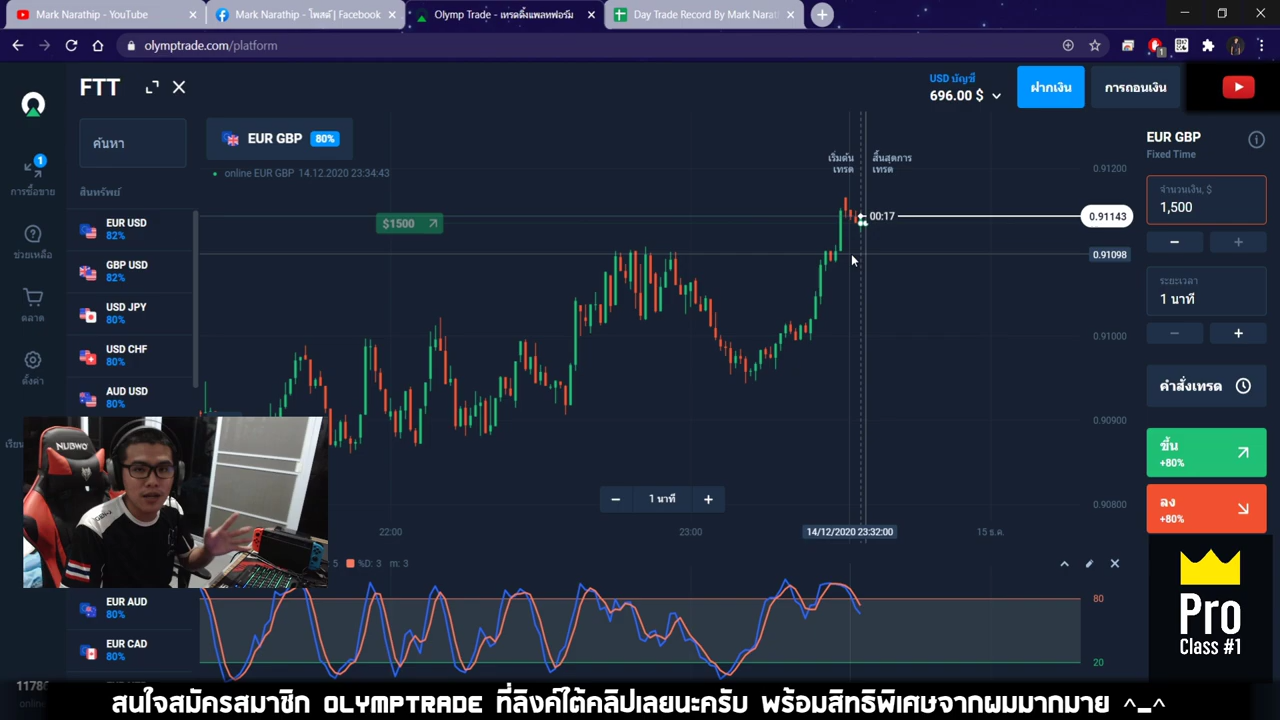 Mark Narathip - YouTube
Mark Narathip - โพสต์ | Facebook
Olymp Trade - เทรดดิ้งแพลทฟอร์ม
Day Trade Record By Mark Narat
olymptrade.com/platform
FTT
USD บัญชี
696.00 $
ฝากเงิน
การถอนเงิน
ค้นหา
EUR GBP 80%
online EUR GBP 14.12.2020 23:34:43
เริ่มต้น
เทรด
สิ้นสุดการ
เทรด
EUR GBP
Fixed Time
จำนวนเงิน, $
1,500
1
การซื้อขาย
สินทรัพย์
EUR USD
82%
GBP USD
82%
USD JPY
80%
USD CHF
80%
AUD USD
80%
ช่วยเหลือ
ตลาด
ตั้งค่า
$1500
00:17
0.91200
0.91143
0.91098
0.91000
0.90900
0.90800
ระยะเวลา
1 นาที
คำสั่งเทรด
ขึ้น
+80%
ลง
+80%
NUBWO
1 นาที
22:00
23:00
14/12/2020 23:32:00
15 ธ.ค.
5 %D: 3 m: 3
80
20
EUR AUD
80%
EUR CAD
80%
Pro
Class #1
1178
online
สนใจสมัครสมาชิก OLYMPTRADE ที่ลิงค์ใต้คลิปเลยนะครับ พร้อมสิทธิพิเศษจากผมมากมาย ^_^